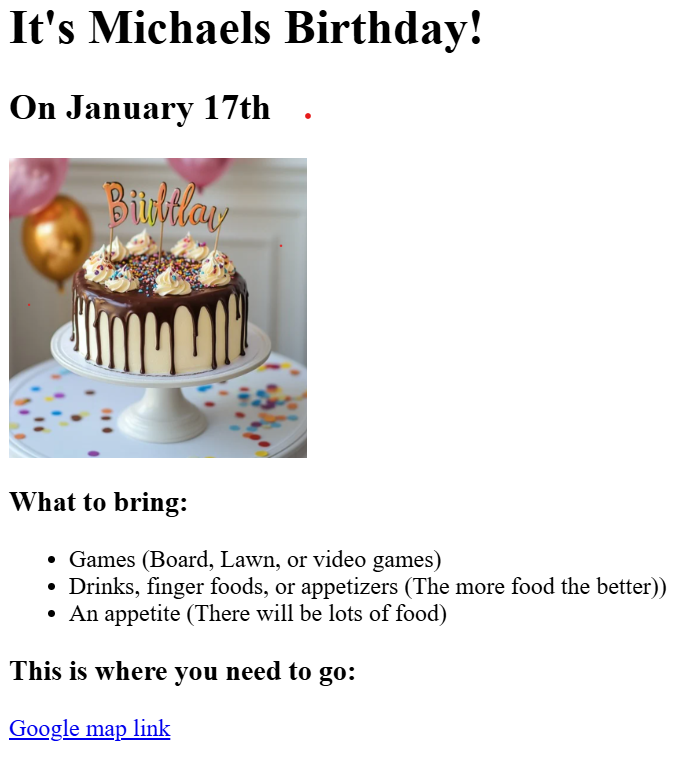 It's Michaels Birthday!
On January 17th
What to bring:
Games (Board, Lawn, or video games)
Drinks, finger foods, or appetizers (The more food the better))
An appetite (There will be lots of food)
This is where you need to go:
Google map link